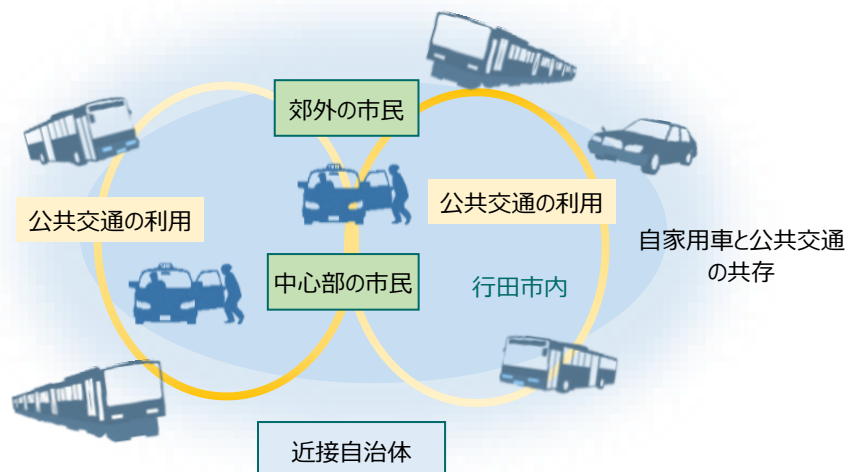 郊外の市民
公共交通の利用
公共交通の利用
自家用車と公共交通
の共存
中心部の市民
行田市内
近接自治体